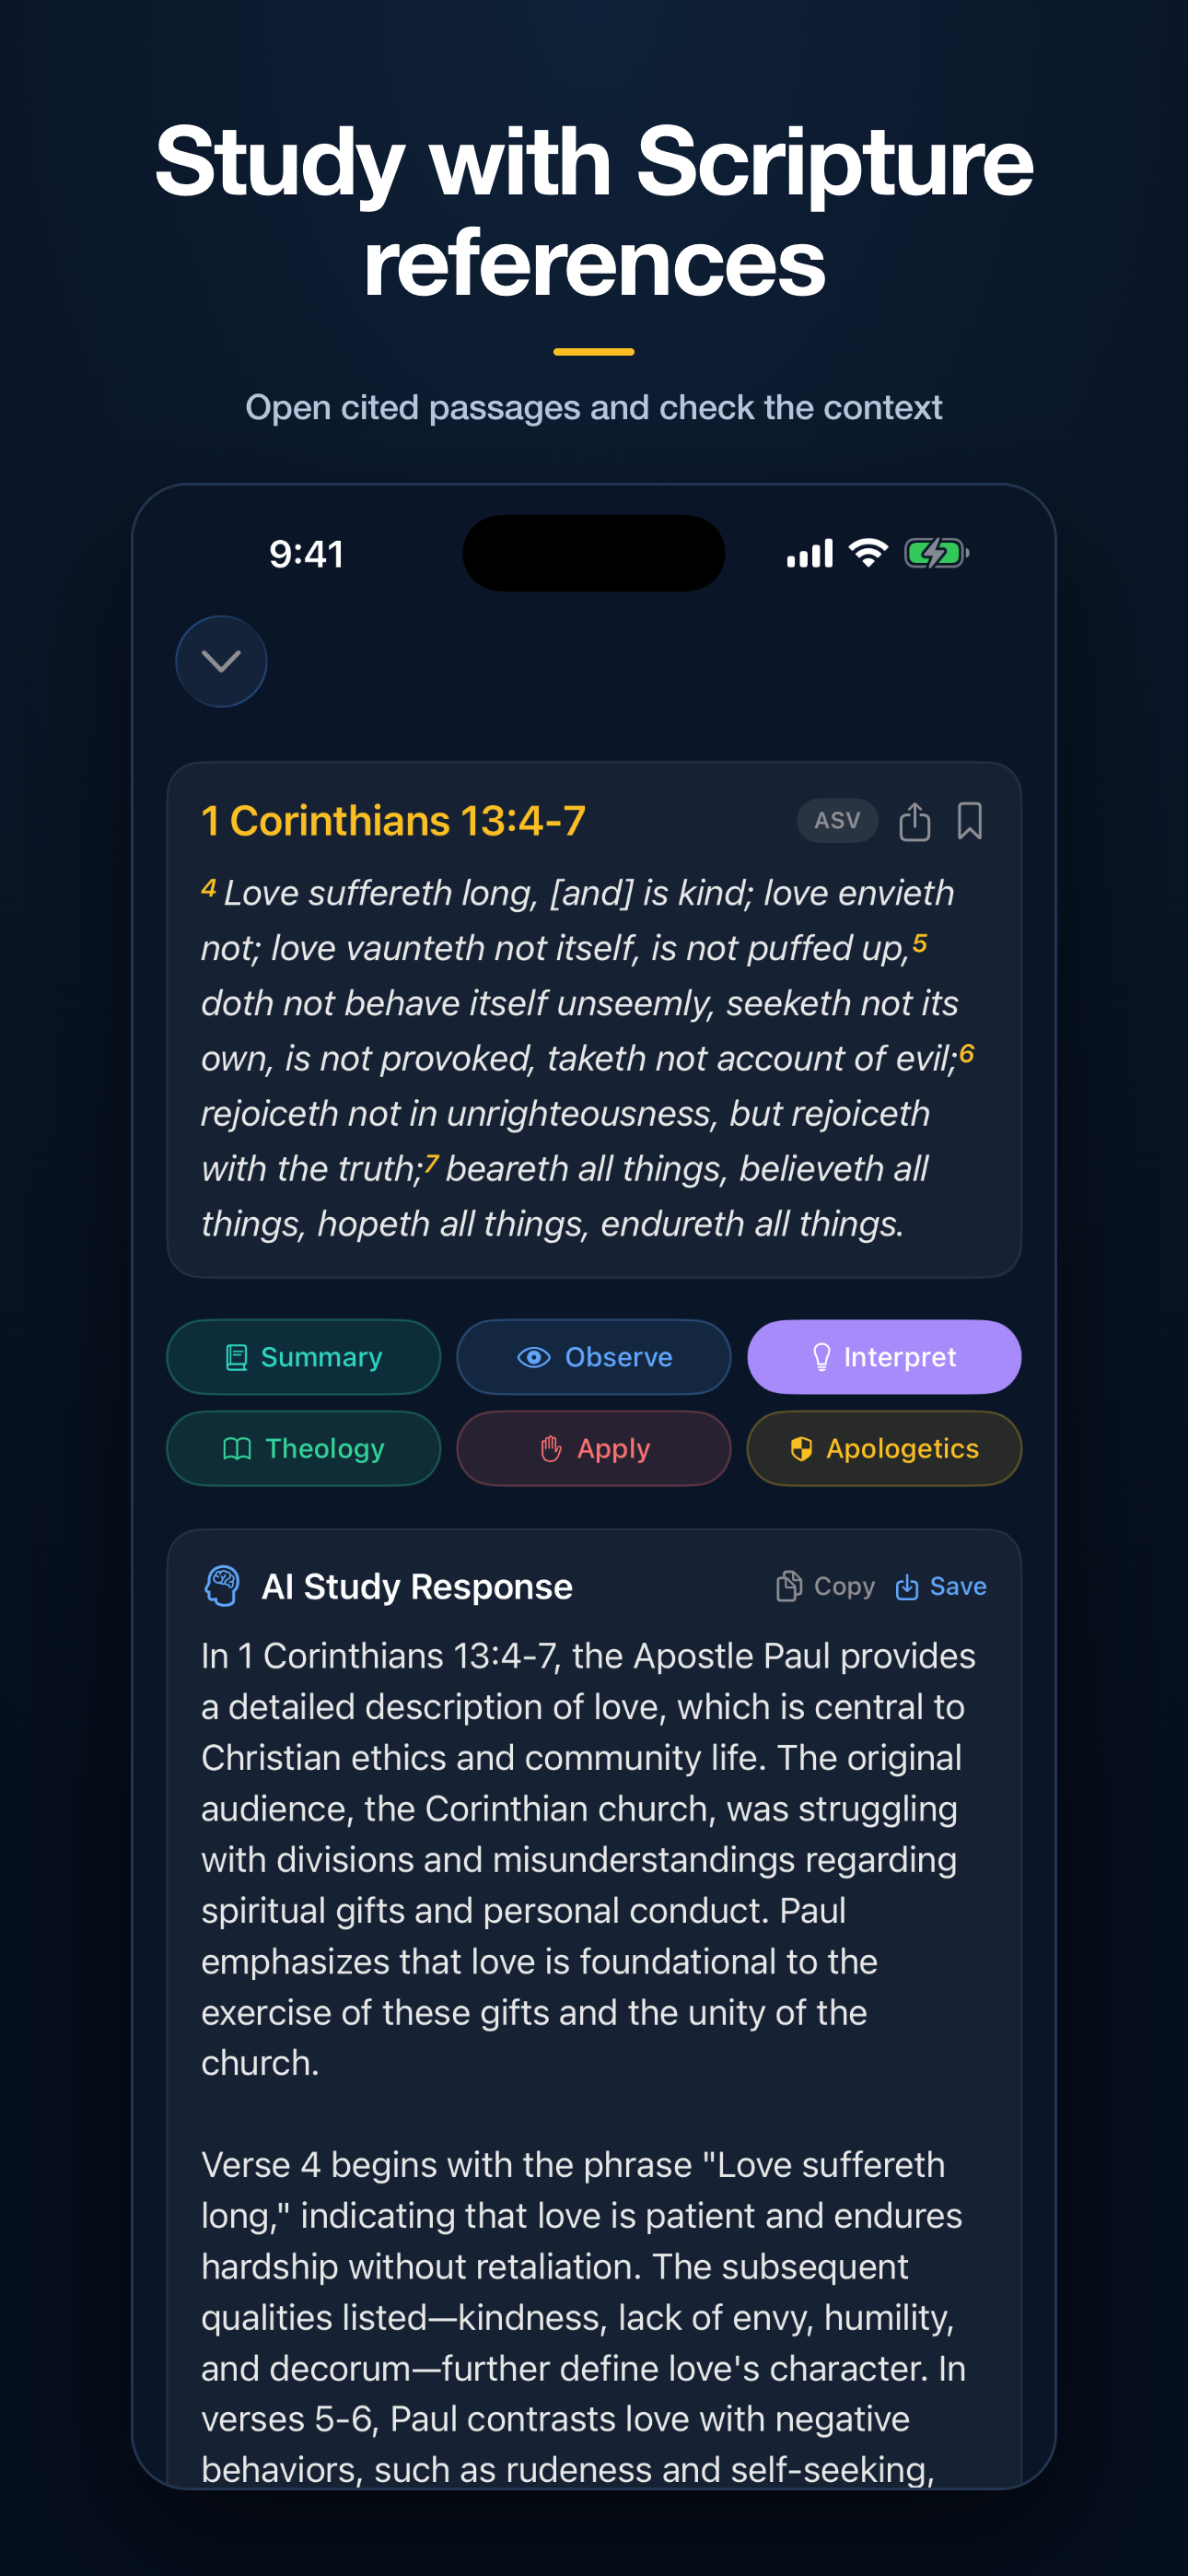 Study with Scripture
references
Open cited passages and check the context
9:41
1 Corinthians 13:4-7
ASV
4 Love suffereth long, [and] is kind; love envieth
not; love vaunteth not itself, is not puffed up,5
doth not behave itself unseemly, seeketh not its
own, is not provoked, taketh not account of evil;6
rejoiceth not in unrighteousness, but rejoiceth
with the truth;7 beareth all things, believeth all
things, hopeth all things, endureth all things.
Summary
Observe
Interpret
Theology
Apply
Apologetics
AI Study Response
Copy
Save
In 1 Corinthians 13:4-7, the Apostle Paul provides
a detailed description of love, which is central to
Christian ethics and community life. The original
audience, the Corinthian church, was struggling
with divisions and misunderstandings regarding
spiritual gifts and personal conduct. Paul
emphasizes that love is foundational to the
exercise of these gifts and the unity of the
church.
Verse 4 begins with the phrase "Love suffereth
long," indicating that love is patient and endures
hardship without retaliation. The subsequent
qualities listed—kindness, lack of envy, humility,
and decorum—further define love's character. In
verses 5-6, Paul contrasts love with negative
behaviors, such as rudeness and self-seeking,